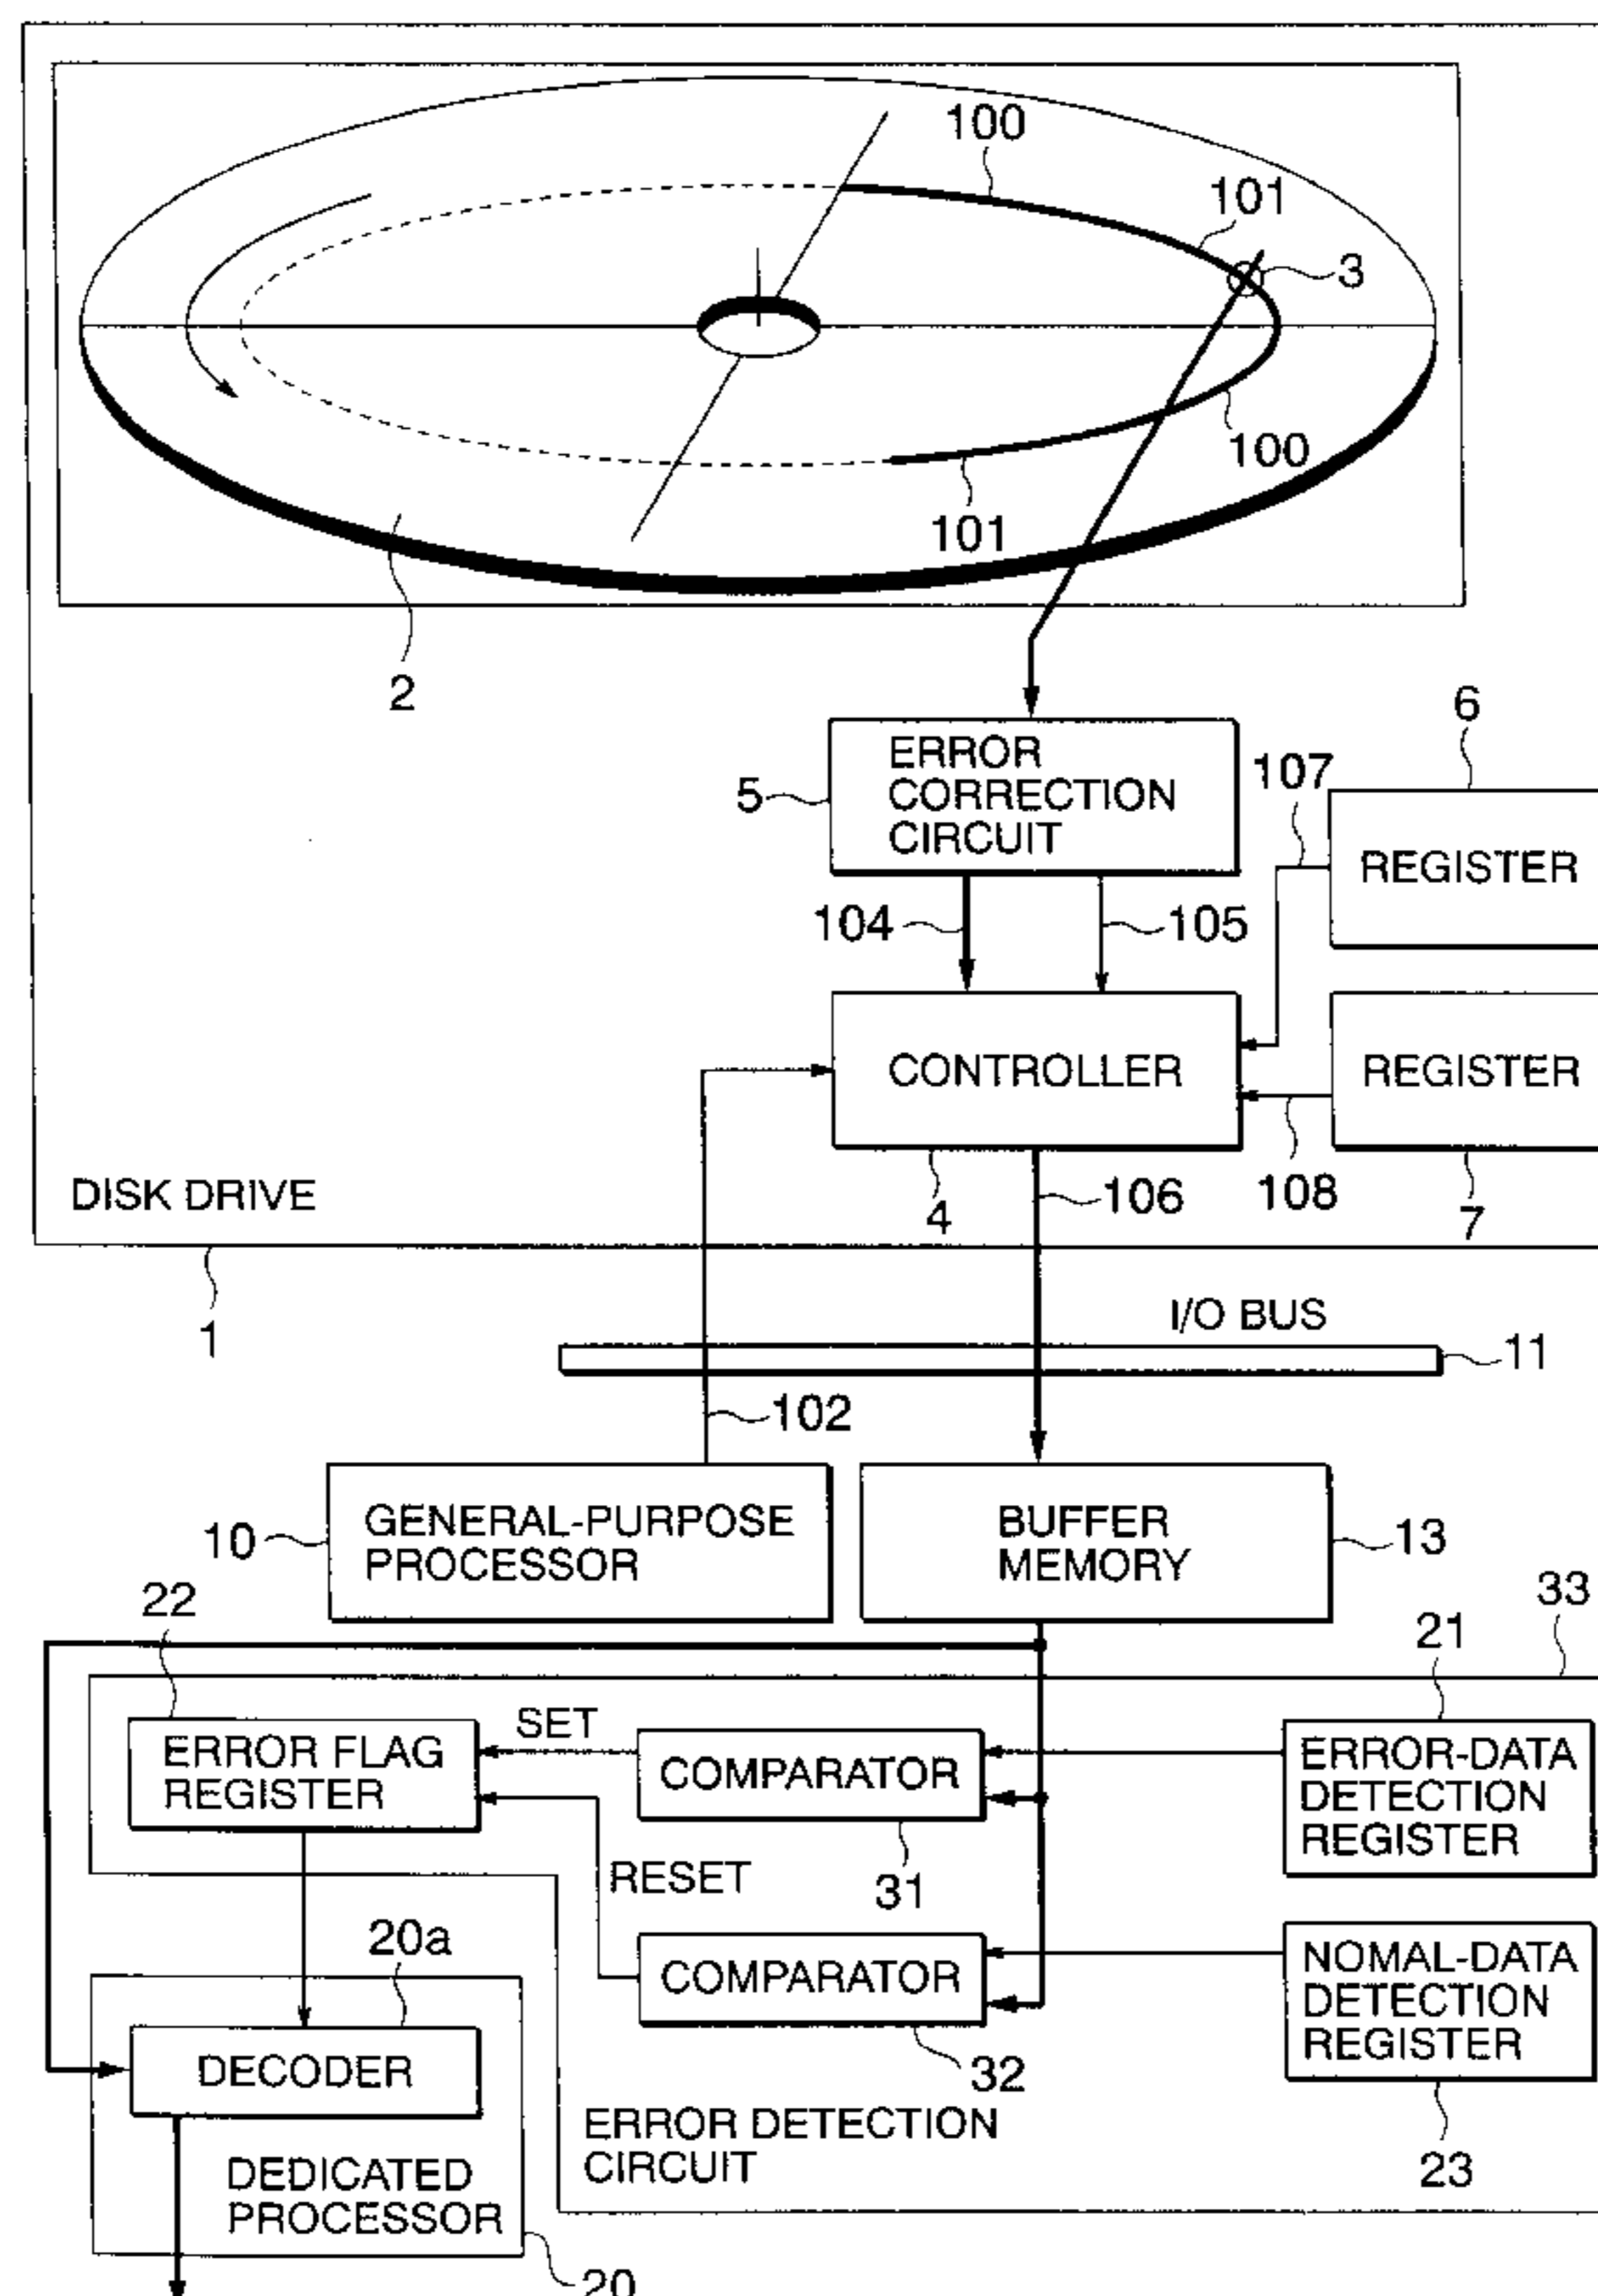 100
101
3
100
101
2
6
ERROR
CORRECTION
CIRCUIT
5
107
REGISTER
104
105
CONTROLLER
REGISTER
DISK DRIVE
4
106
108
7
1
I/O BUS
11
102
GENERAL-PURPOSE
PROCESSOR
10
BUFFER
MEMORY
13
33
22
21
SET
ERROR FLAG
REGISTER
COMPARATOR
ERROR-DATA
DETECTION
REGISTER
RESET
31
20a
COMPARATOR
NOMAL-DATA
DETECTION
REGISTER
DECODER
32
ERROR DETECTION
CIRCUIT
23
DEDICATED
PROCESSOR
20